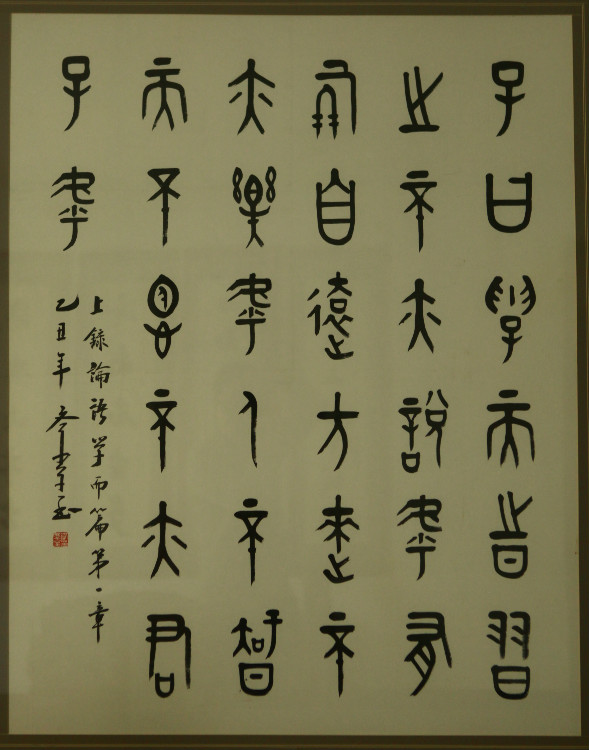 子曰學而時習
之不亦說乎有
朋自遠方來不
亦樂乎人不知
而不慍不亦君
子乎
上錄論語學而篇第一章
乙丑年